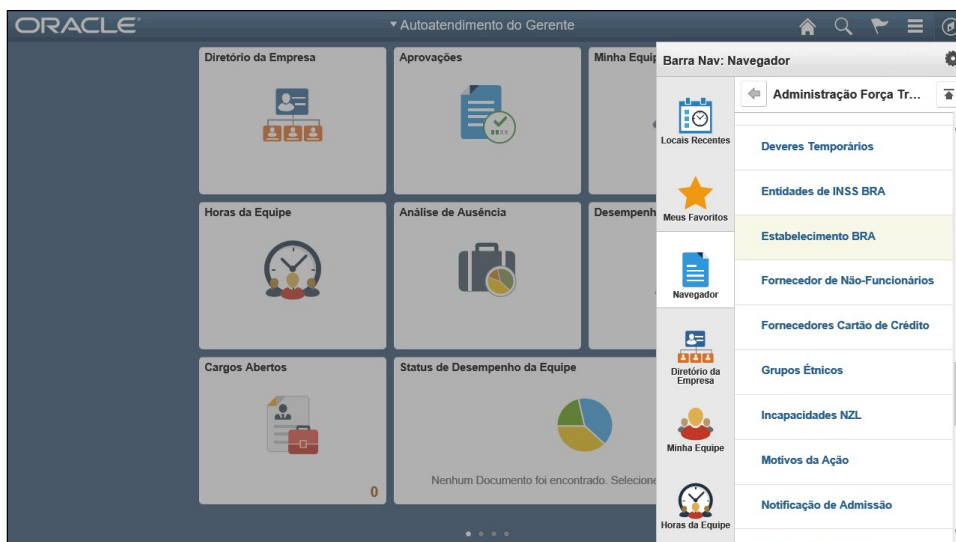 ORACLE
Autoatendimento do Gerente
Diretório da Empresa
Aprovações
Minha Equip
Horas da Equipe
Análise de Ausência
Desempenh
Cargos Abertos
0
Status de Desempenho da Equipe
Nenhum Documento foi encontrado. Selecione
Barra Nav: Navegador
Locais Recentes
Meus Favoritos
Navegador
Diretório da
Empresa
Minha Equipe
Horas da Equipe
Administração Força Tr...
Deveres Temporários
Entidades de INSS BRA
Estabelecimento BRA
Fornecedor de Não-Funcionários
Fornecedores Cartão de Crédito
Grupos Étnicos
Incapacidades NZL
Motivos da Ação
Notificação de Admissão